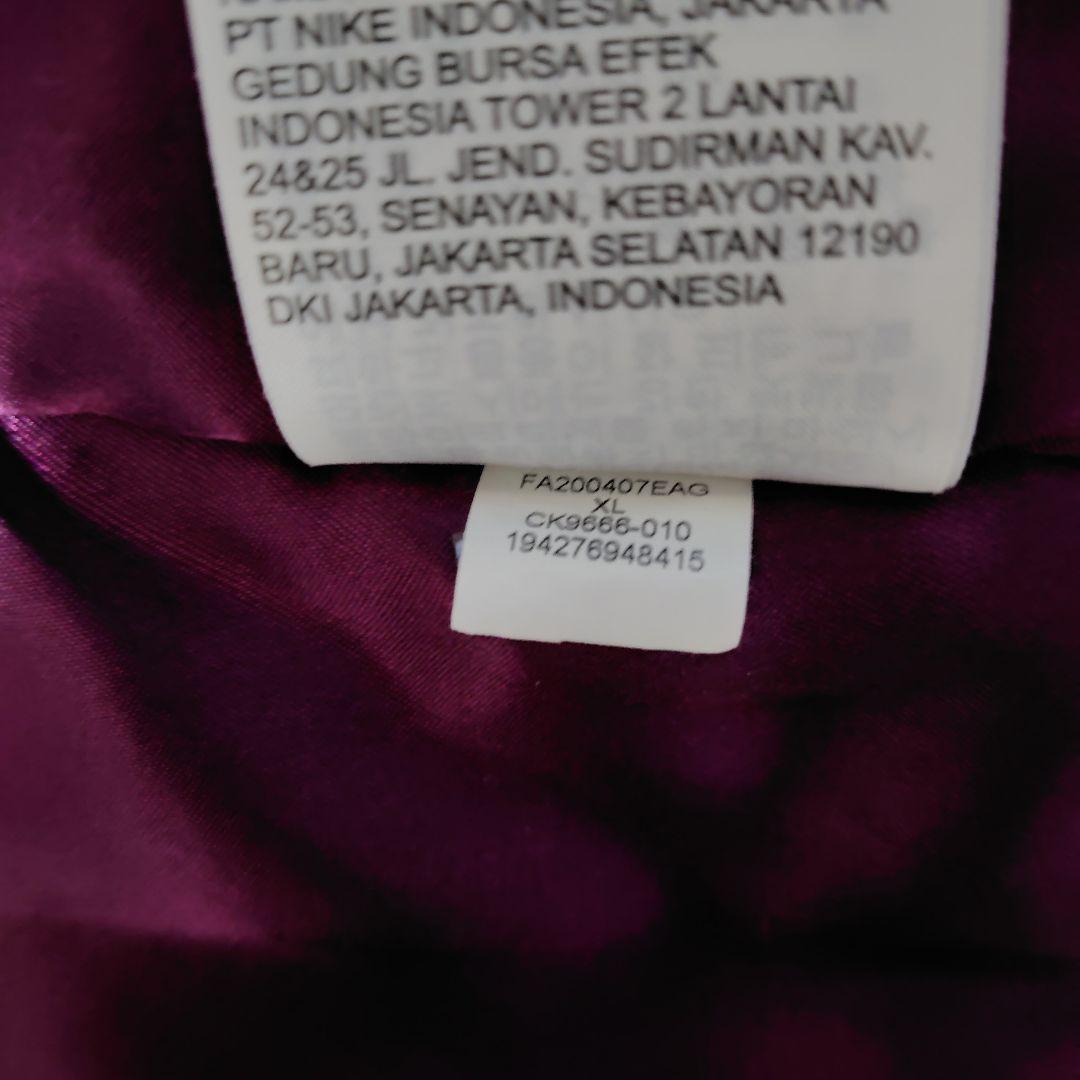 PT NIKE INDONESIA, JAKARTA
GEDUNG BURSA EFEK
INDONESIA TOWER 2 LANTAI
24&25 JL. JEND. SUDIRMAN KAV.
52-53, SENAYAN, KEBAYORAN
BARU, JAKARTA SELATAN 12190
DKI JAKARTA, INDONESIA
FA200407EAG
XL
CK9666-010
194276948415